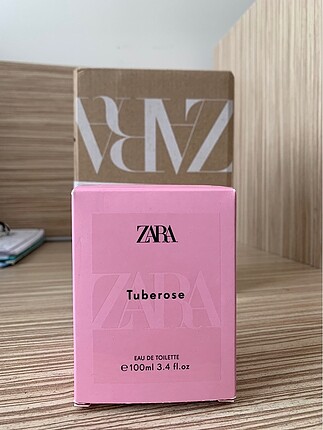 ZARA
ZARA
ZARA
Tuberose
EAU DE TOILETTE
e 100ml 3.4 fl.oz